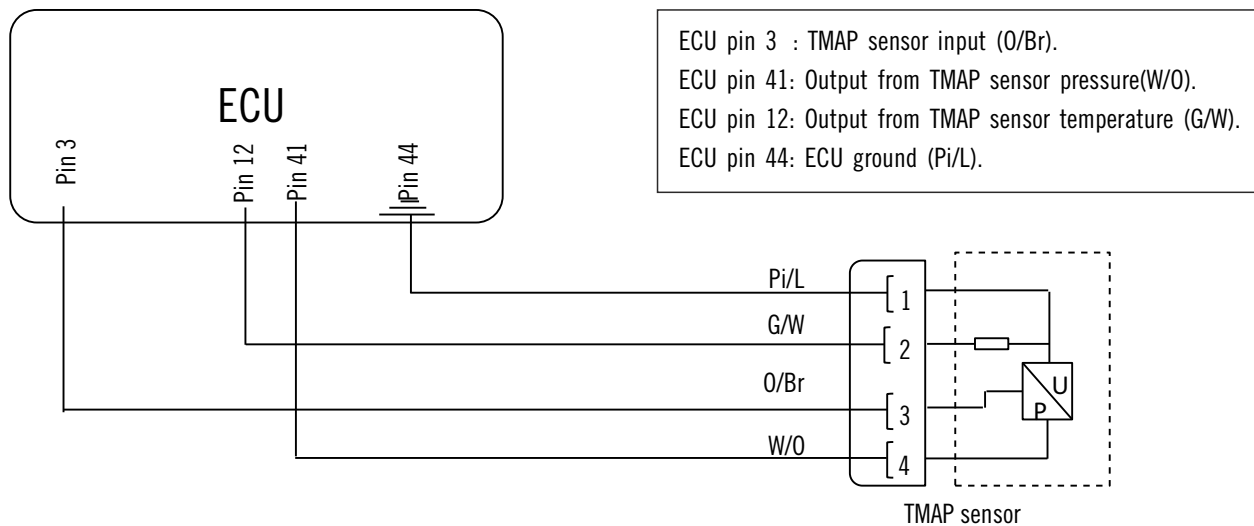 ECU
Pin 3
Pin 12
Pin 41
Pin 44
ECU pin 3 : TMAP sensor input (O/Br).
ECU pin 41: Output from TMAP sensor pressure(W/O).
ECU pin 12: Output from TMAP sensor temperature (G/W).
ECU pin 44: ECU ground (Pi/L).
Pi/L
1
G/W
2
O/Br
3
W/O
4
U
P
TMAP sensor